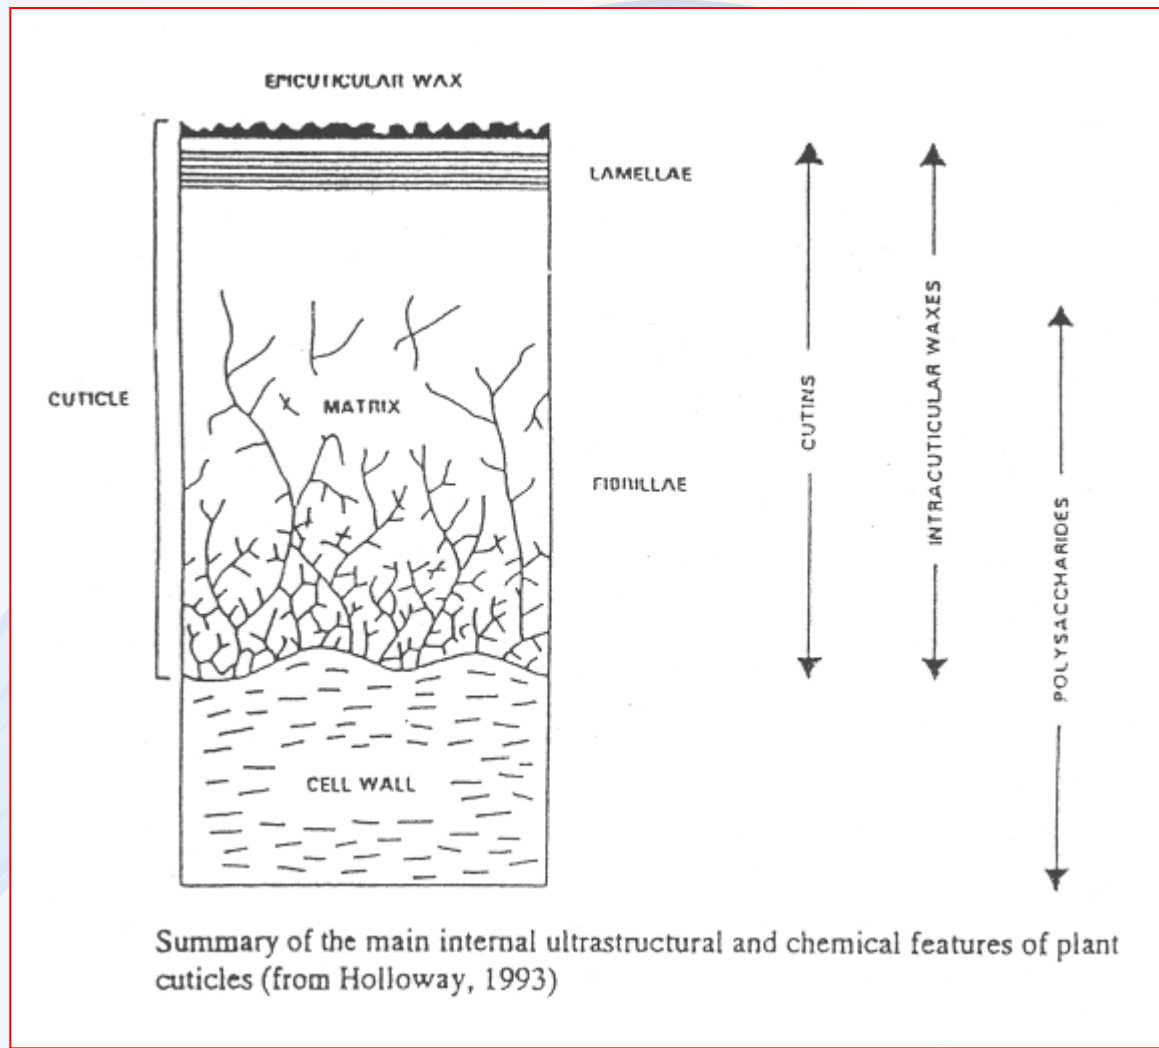 EPICUTICULAR WAX
LAMELLAE
CUTICLE
MATRIX
FIBRILLAE
CELL WALL
CUTINS
INTRACUTICULAR WAXES
POLYSACCHARIDES
Summary of the main internal ultrastructural and chemical features of plant
cuticles (from Holloway, 1993)